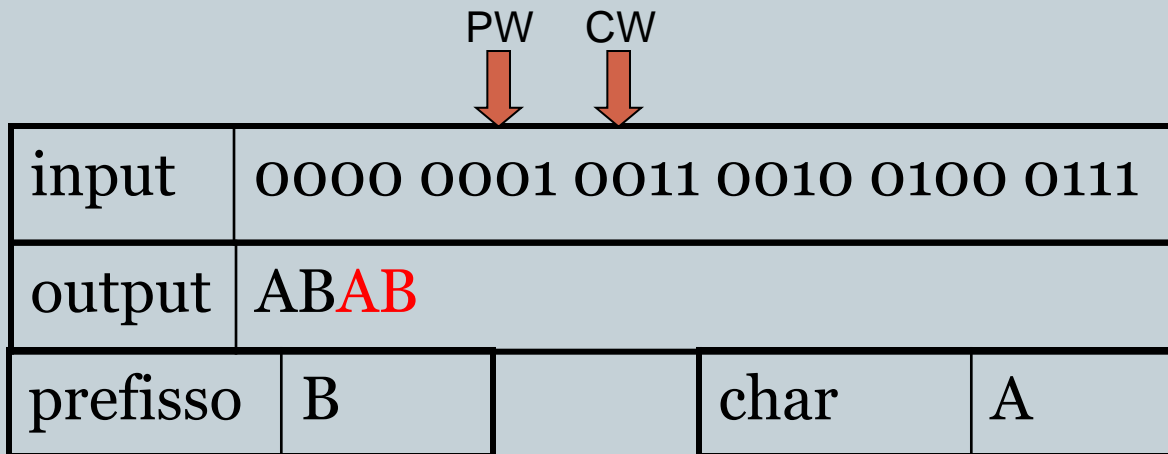 PW CW
input 0000 0001 0011 0010 0100 0111
output ABAB
prefisso B char A